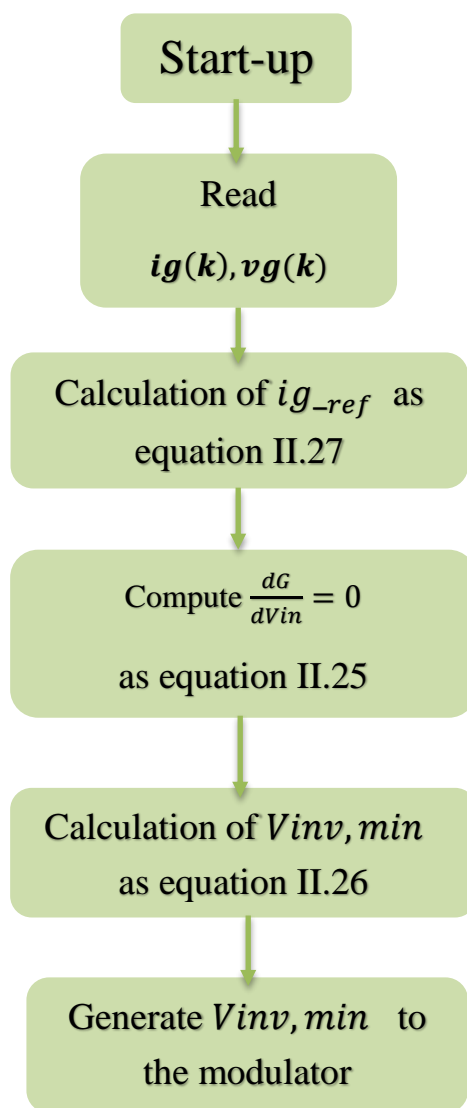 Start-up
Read
ig(k), vg(k)
Calculation of ig_ref as
equation II.27
Compute dG/dVin = 0
as equation II.25
Calculation of Vinv, min
as equation II.26
Generate Vinv, min to
the modulator